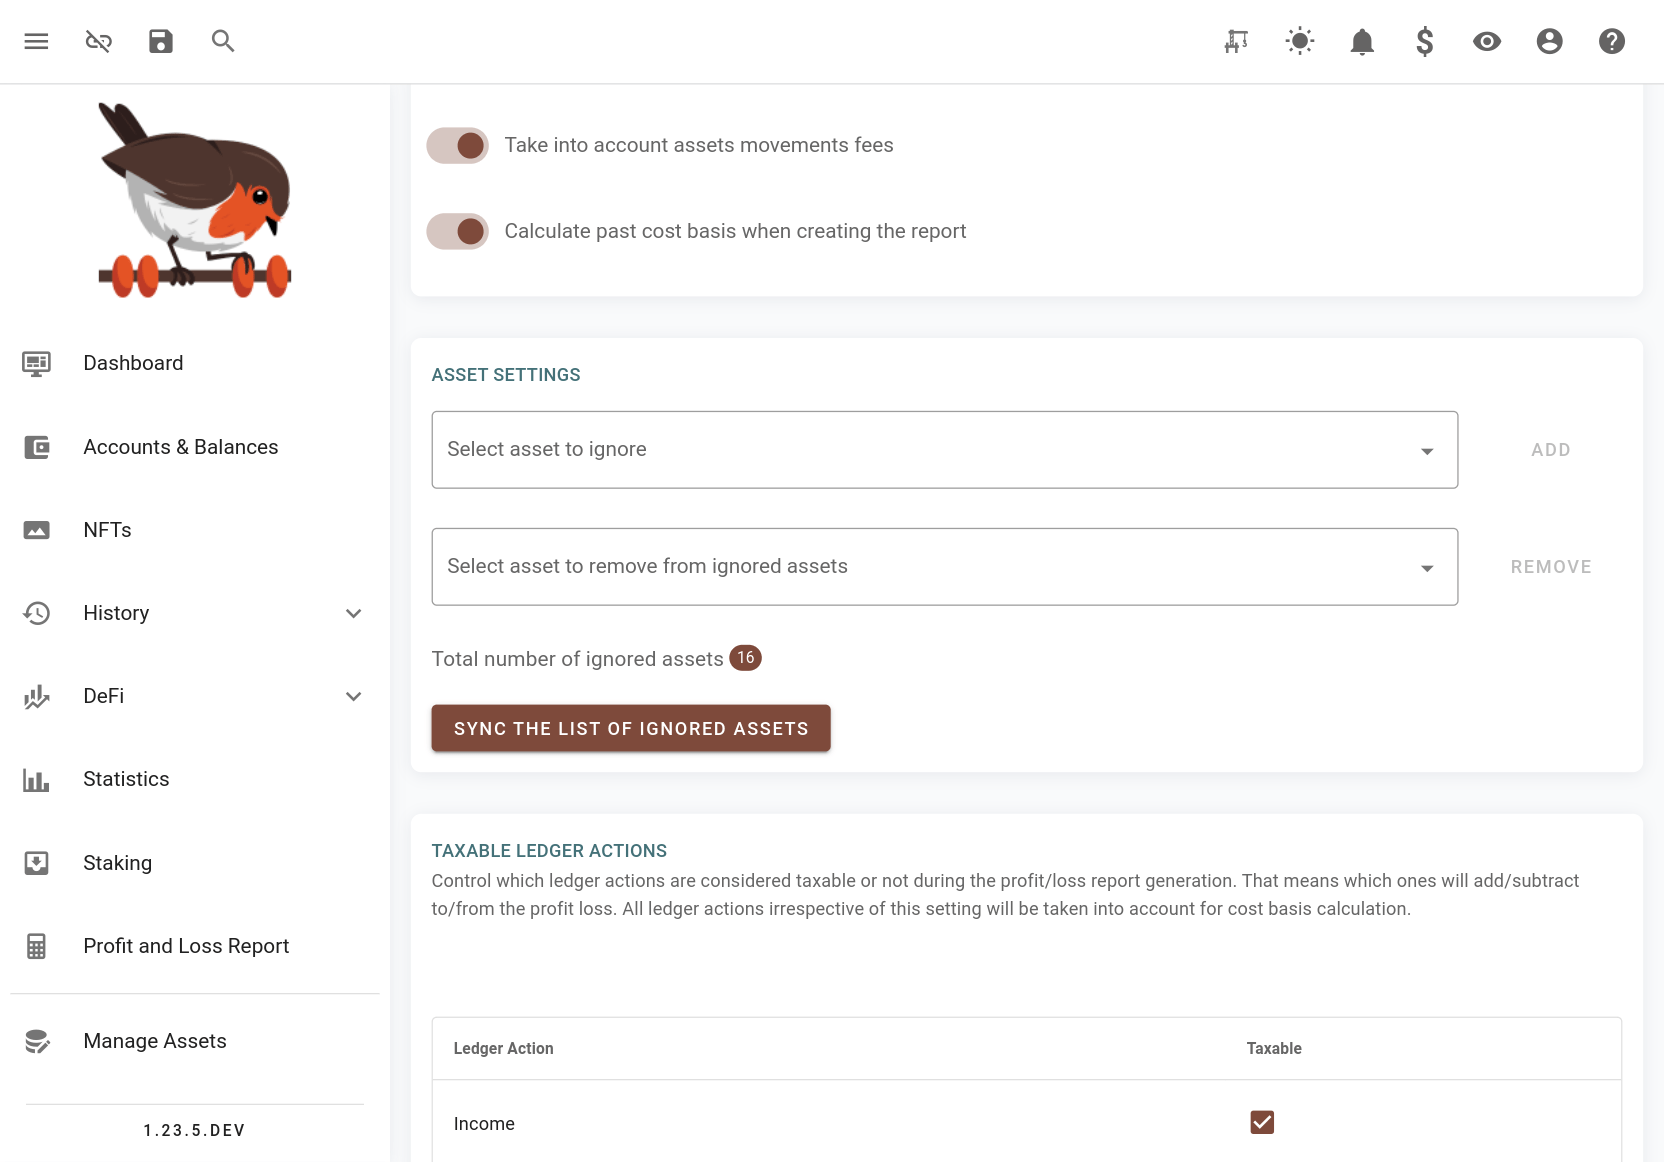 Take into account assets movements fees
Calculate past cost basis when creating the report
Dashboard
Accounts & Balances
NFTs
History
DeFi
Statistics
Staking
Profit and Loss Report
Manage Assets
1.23.5.DEV
ASSET SETTINGS
Select asset to ignore
ADD
Select asset to remove from ignored assets
REMOVE
Total number of ignored assets 16
SYNC THE LIST OF IGNORED ASSETS
TAXABLE LEDGER ACTIONS
Control which ledger actions are considered taxable or not during the profit/loss report generation. That means which ones will add/subtract
to/from the profit loss. All ledger actions irrespective of this setting will be taken into account for cost basis calculation.
Ledger Action Taxable
Income